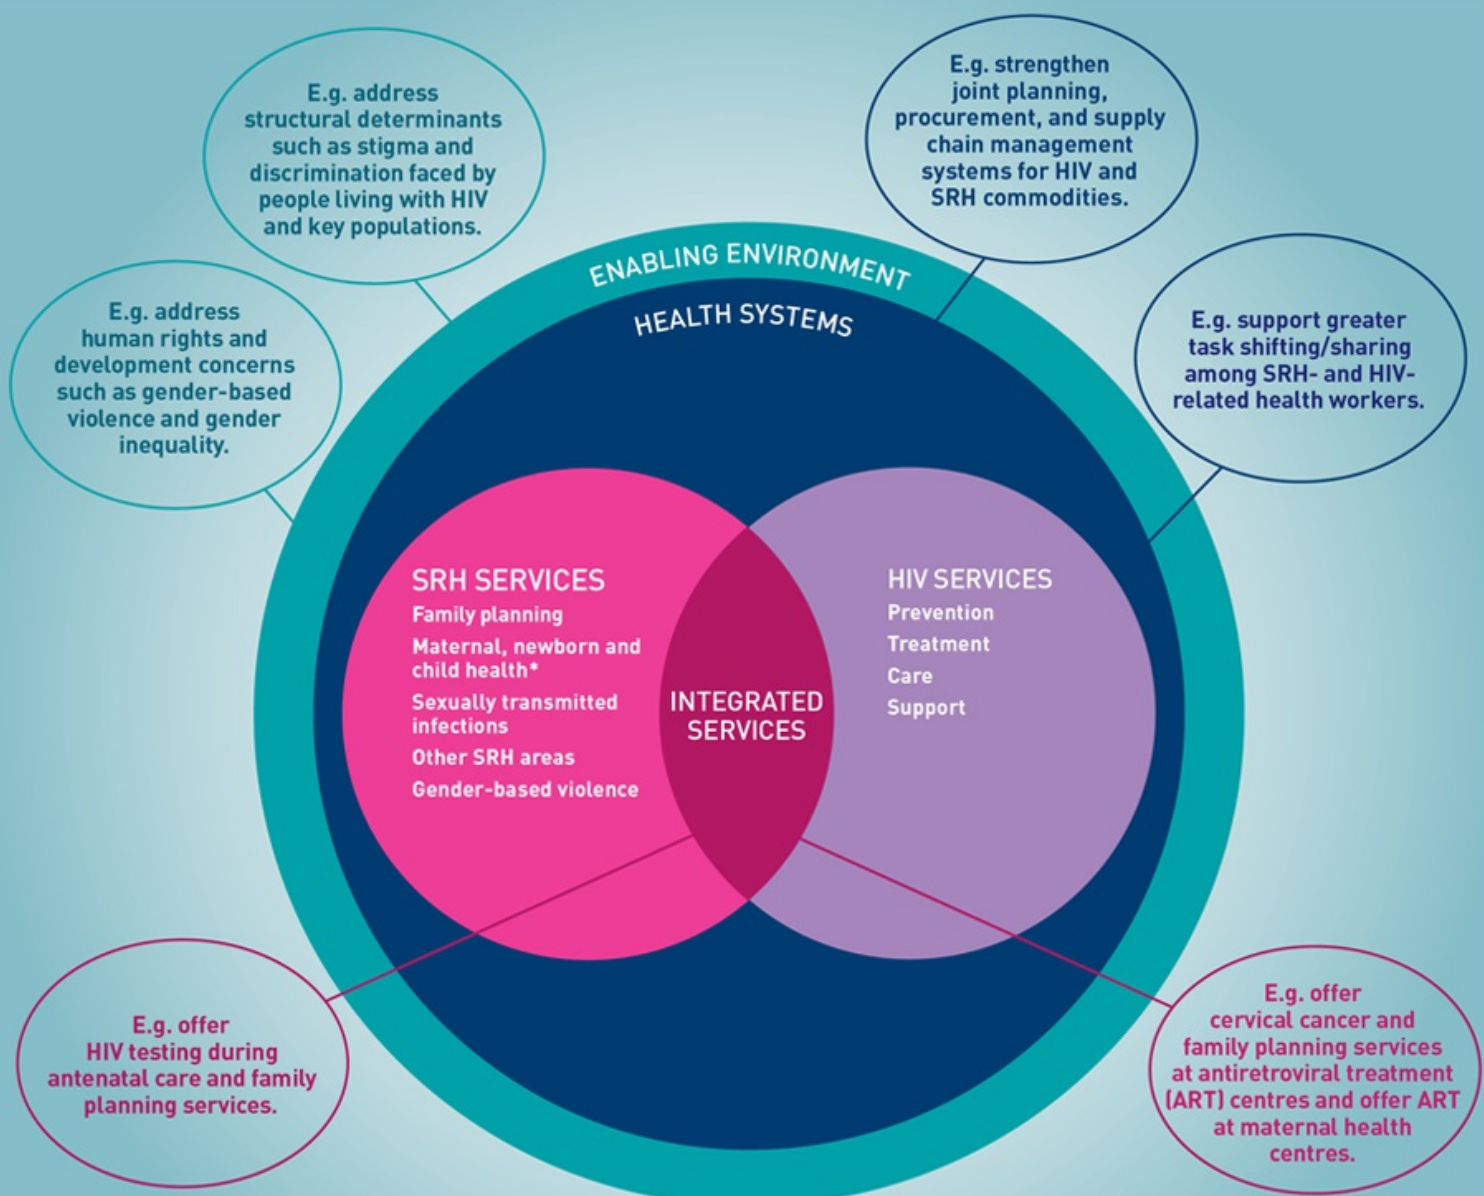 E.g. address
structural determinants
such as stigma and
discrimination faced by
people living with HIV
and key populations.
E.g. strengthen
joint planning,
procurement, and supply
chain management
systems for HIV and
SRH commodities.
E.g. address
human rights and
development concerns
such as gender-based
violence and gender
inequality.
ENABLING ENVIRONMENT
HEALTH SYSTEMS
E.g. support greater
task shifting/sharing
among SRH- and HIV-
related health workers.
SRH SERVICES
Family planning
Maternal, newborn and
child health*
Sexually transmitted
infections
Other SRH areas
Gender-based violence
INTEGRATED
SERVICES
HIV SERVICES
Prevention
Treatment
Care
Support
E.g. offer
HIV testing during
antenatal care and family
planning services.
E.g. offer
cervical cancer and
family planning services
at antiretroviral treatment
(ART) centres and offer ART
at maternal health
centres.